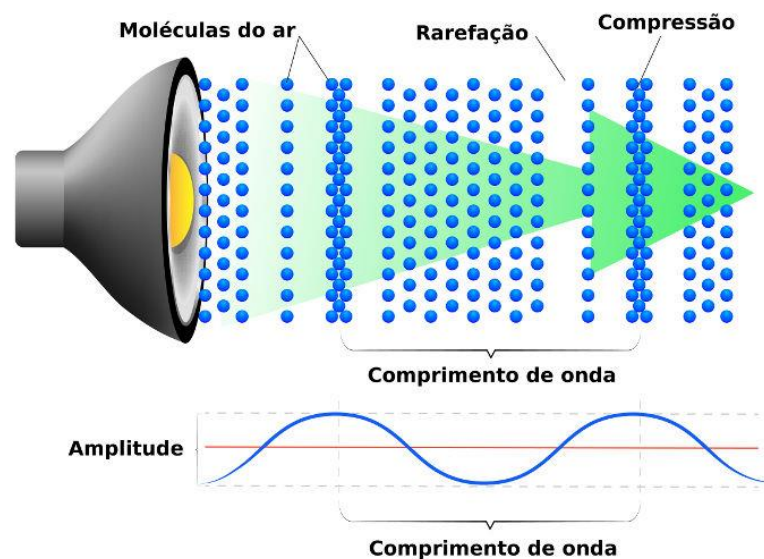 Moléculas do ar
Rarefação
Compressão
Comprimento de onda
Amplitude
Comprimento de onda